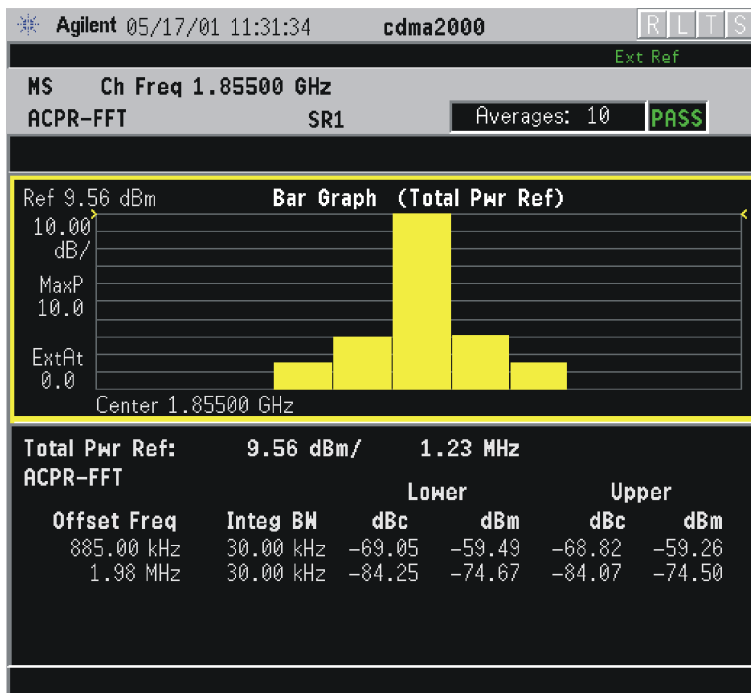 Agilent 05/17/01 11:31:34 cdma2000 R L T S
Ext Ref
MS Ch Freq 1.85500 GHz
ACPR-FFT SR1 Averages: 10 PASS
Ref 9.56 dBm Bar Graph (Total Pwr Ref)
10.00
dB/
MaxP
10.0
ExtAt
0.0
Center 1.85500 GHz
Total Pwr Ref: 9.56 dBm/ 1.23 MHz
ACPR-FFT
Lower Upper
Offset Freq Integ BW dBc dBm dBc dBm
885.00 kHz 30.00 kHz -69.05 -59.49 -68.82 -59.26
1.98 MHz 30.00 kHz -84.25 -74.67 -84.07 -74.50